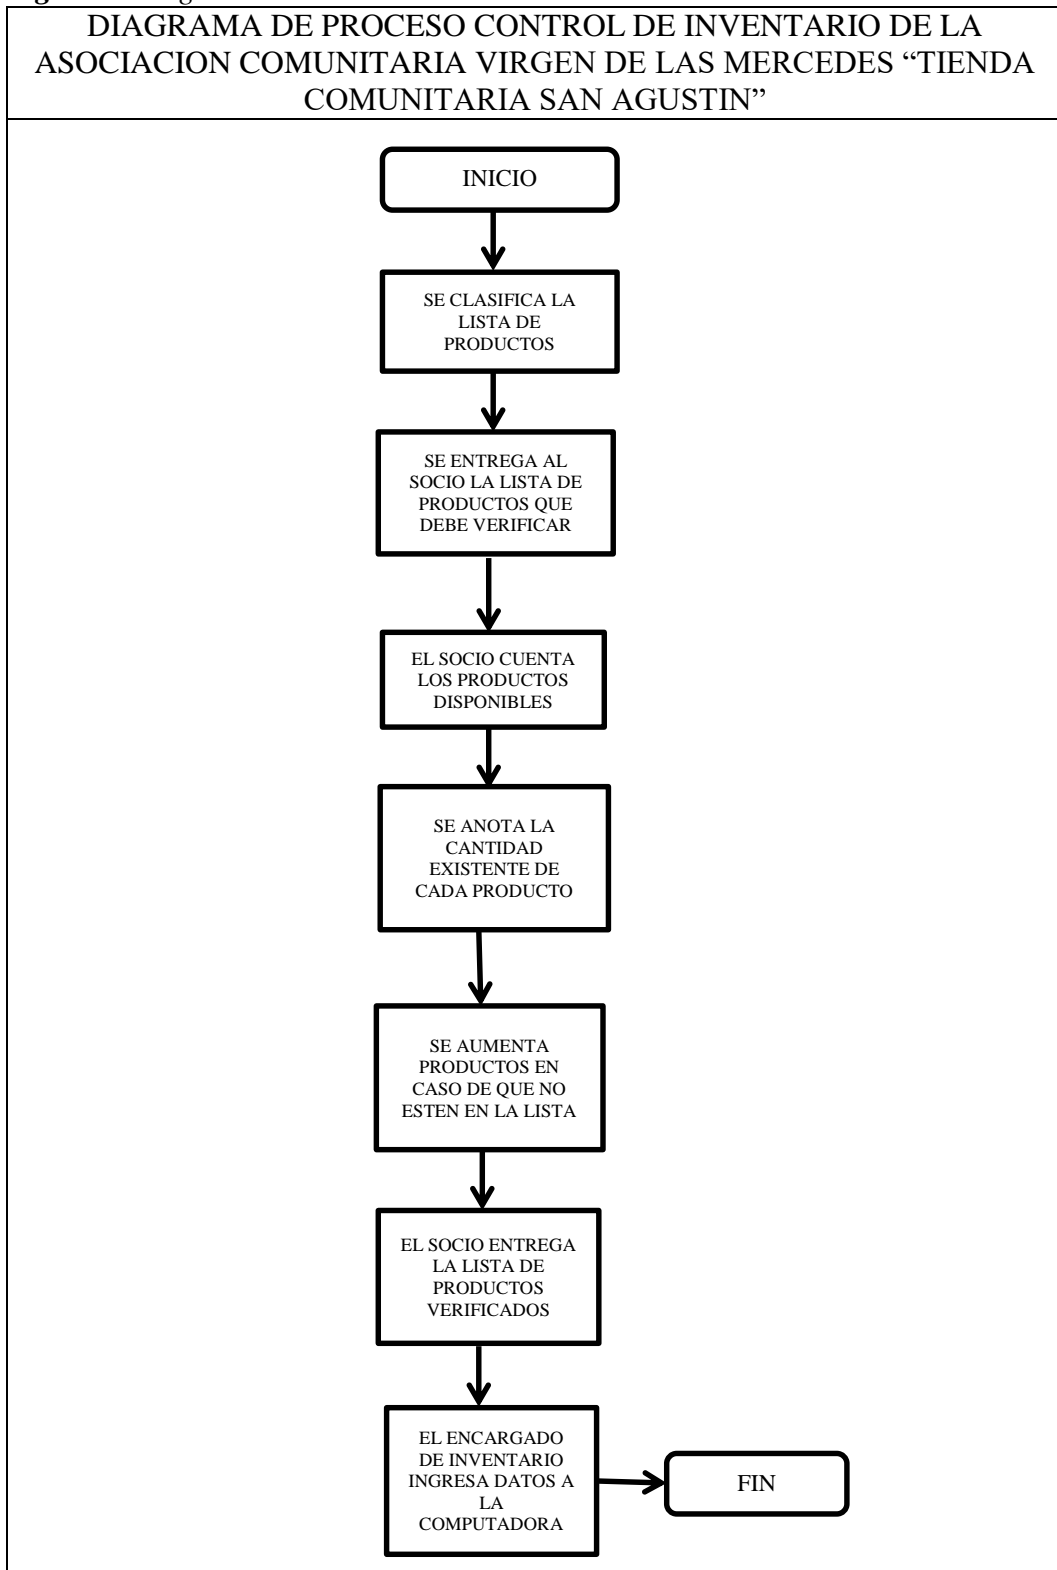 DIAGRAMA DE PROCESO CONTROL DE INVENTARIO DE LA
ASOCIACION COMUNITARIA VIRGEN DE LAS MERCEDES “TIENDA
COMUNITARIA SAN AGUSTIN”
INICIO
SE CLASIFICA LA
LISTA DE
PRODUCTOS
SE ENTREGA AL
SOCIO LA LISTA DE
PRODUCTOS QUE
DEBE VERIFICAR
EL SOCIO CUENTA
LOS PRODUCTOS
DISPONIBLES
SE ANOTA LA
CANTIDAD
EXISTENTE DE
CADA PRODUCTO
SE AUMENTA
PRODUCTOS EN
CASO DE QUE NO
ESTEN EN LA LISTA
EL SOCIO ENTREGA
LA LISTA DE
PRODUCTOS
VERIFICADOS
EL ENCARGADO
DE INVENTARIO
INGRESA DATOS A
LA
COMPUTADORA
FIN